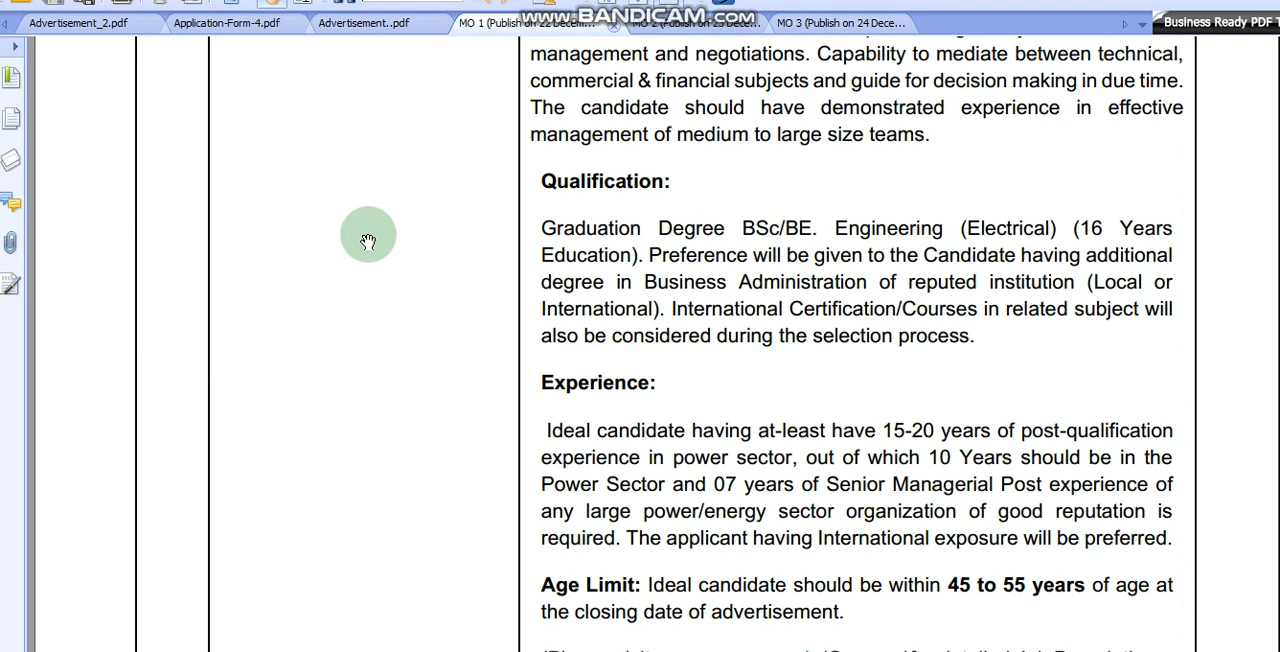 Advertisement_2.pdf
Application-Form-4.pdf
Advertisement..pdf
MO 1 (Publish on 22 Decem...
MO 2 (Publish on 23 Dece...
MO 3 (Publish on 24 Dece...
Business Ready PDF T
www.BANDICAM.com
management and negotiations. Capability to mediate between technical,
commercial & financial subjects and guide for decision making in due time.
The candidate should have demonstrated experience in effective
management of medium to large size teams.
Qualification:
Graduation Degree BSc/BE. Engineering (Electrical) (16 Years
Education). Preference will be given to the Candidate having additional
degree in Business Administration of reputed institution (Local or
International). International Certification/Courses in related subject will
also be considered during the selection process.
Experience:
Ideal candidate having at-least have 15-20 years of post-qualification
experience in power sector, out of which 10 Years should be in the
Power Sector and 07 years of Senior Managerial Post experience of
any large power/energy sector organization of good reputation is
required. The applicant having International exposure will be preferred.
Age Limit: Ideal candidate should be within 45 to 55 years of age at
the closing date of advertisement.